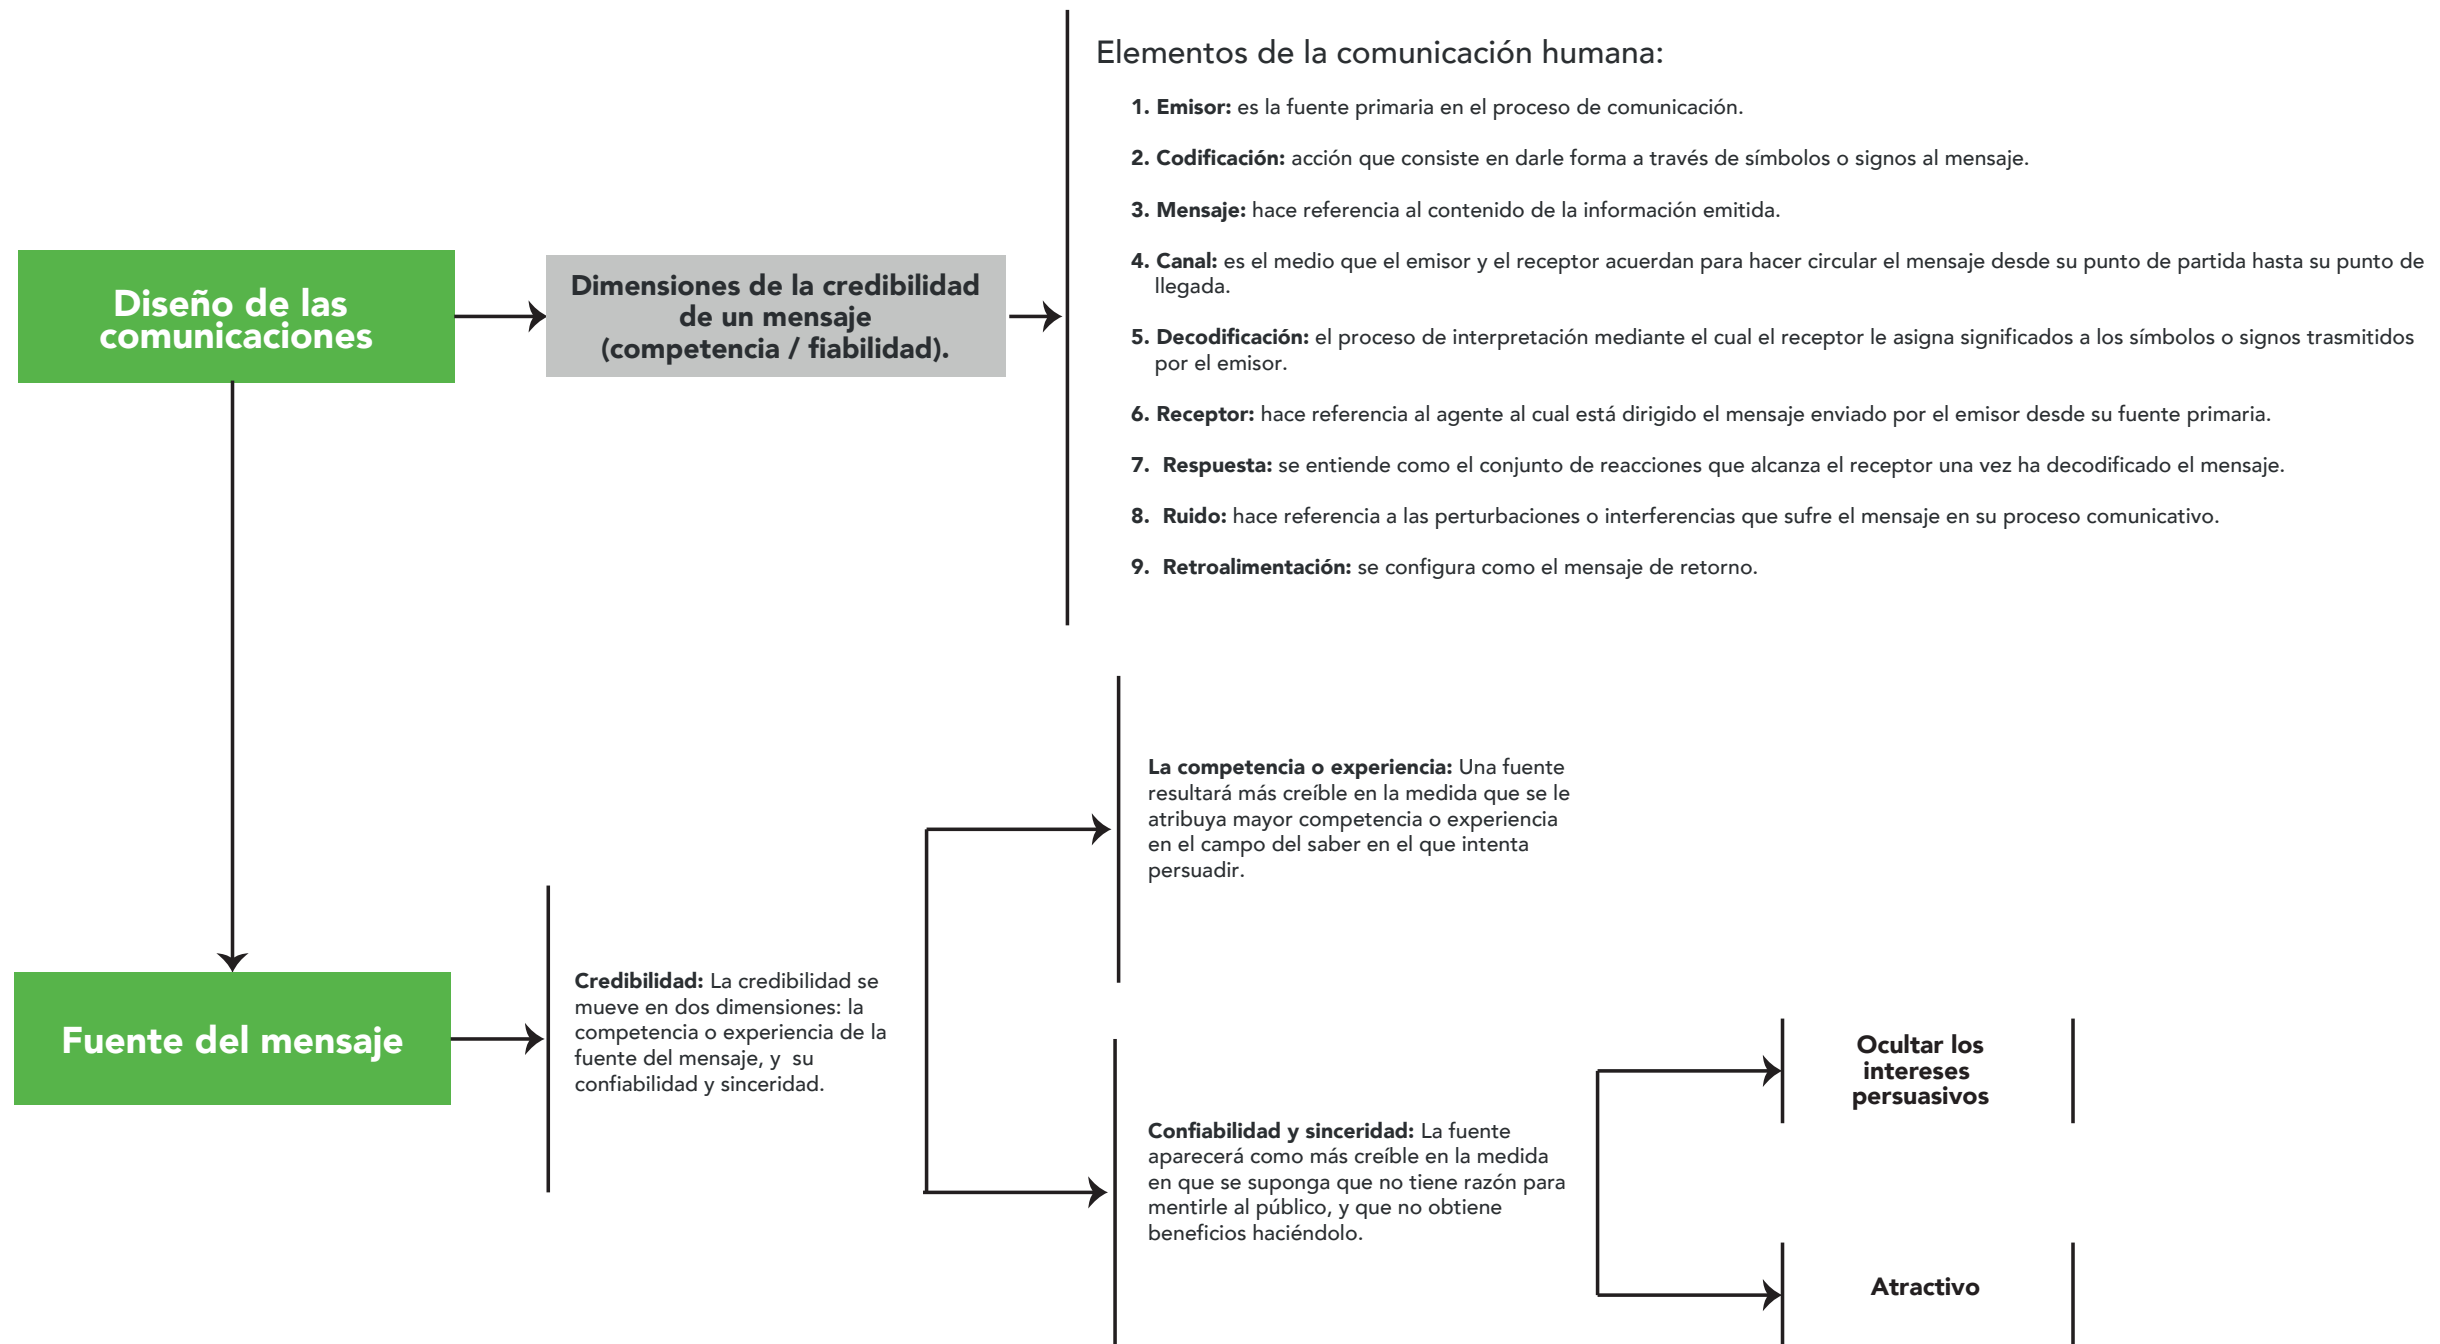 Elementos de la comunicación humana:
1. Emisor: es la fuente primaria en el proceso de comunicación.
2. Codificación: acción que consiste en darle forma a través de símbolos o signos al mensaje.
3. Mensaje: hace referencia al contenido de la información emitida.
4. Canal: es el medio que el emisor y el receptor acuerdan para hacer circular el mensaje desde su punto de partida hasta su punto de
llegada.
5. Decodificación: el proceso de interpretación mediante el cual el receptor le asigna significados a los símbolos o signos trasmitidos
por el emisor.
6. Receptor: hace referencia al agente al cual está dirigido el mensaje enviado por el emisor desde su fuente primaria.
7. Respuesta: se entiende como el conjunto de reacciones que alcanza el receptor una vez ha decodificado el mensaje.
8. Ruido: hace referencia a las perturbaciones o interferencias que sufre el mensaje en su proceso comunicativo.
9. Retroalimentación: se configura como el mensaje de retorno.
Diseño de las
comunicaciones
Dimensiones de la credibilidad
de un mensaje
(competencia / fiabilidad).
Fuente del mensaje
Credibilidad: La credibilidad se
mueve en dos dimensiones: la
competencia o experiencia de la
fuente del mensaje, y su
confiabilidad y sinceridad.
La competencia o experiencia: Una fuente
resultará más creíble en la medida que se le
atribuya mayor competencia o experiencia
en el campo del saber en el que intenta
persuadir.
Confiabilidad y sinceridad: La fuente
aparecerá como más creíble en la medida
en que se suponga que no tiene razón para
mentirle al público, y que no obtiene
beneficios haciéndolo.
Ocultar los
intereses
persuasivos
Atractivo